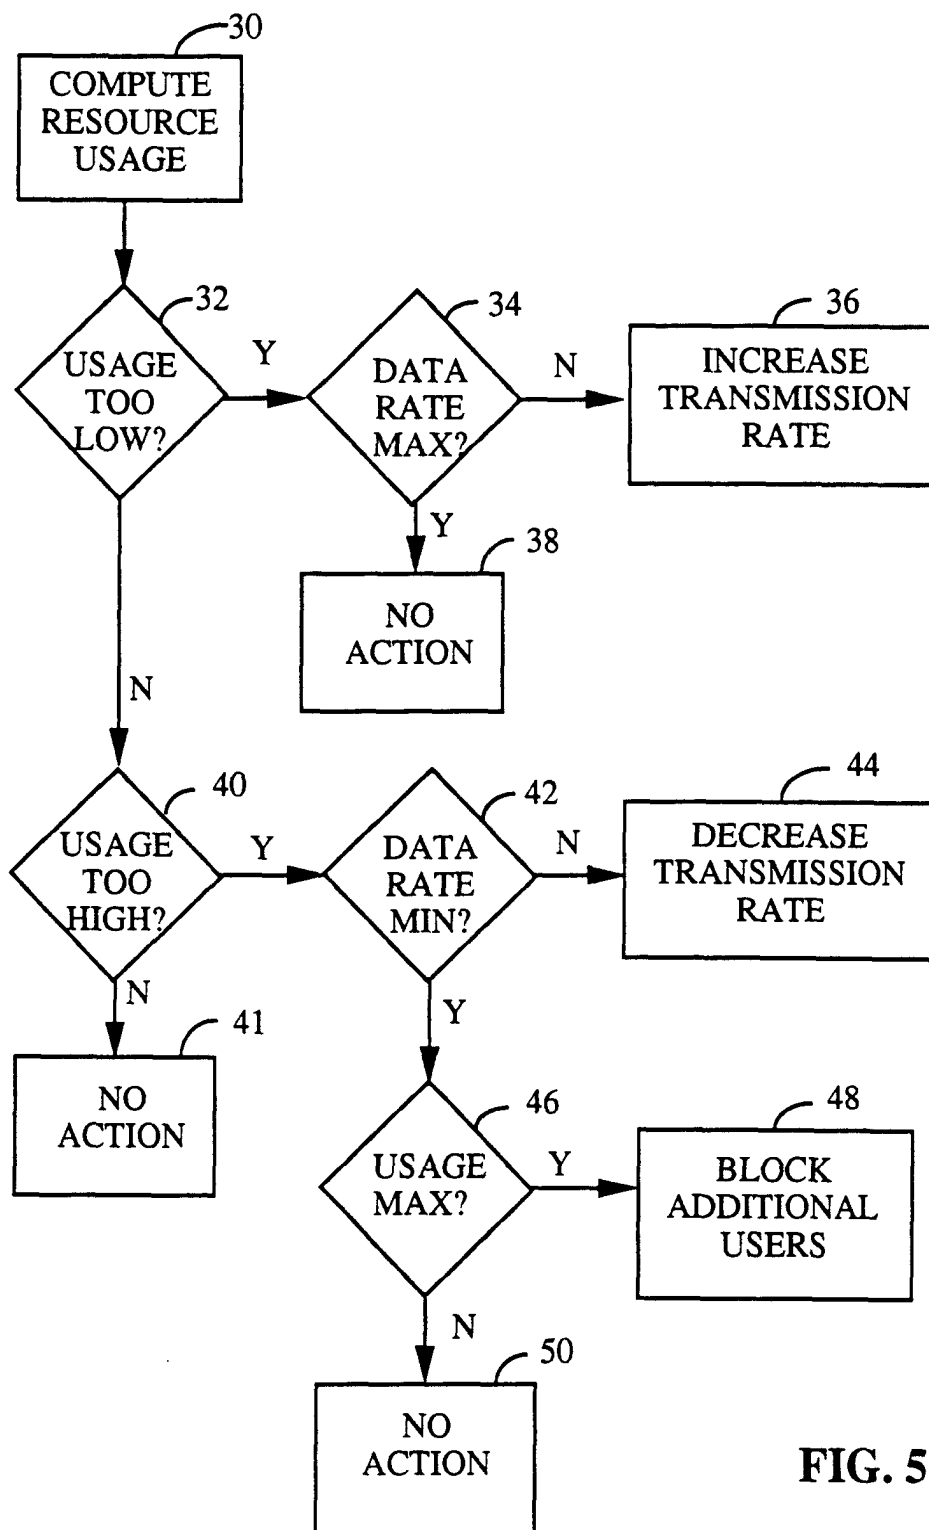 30
COMPUTE
RESOURCE
USAGE
32
USAGE
TOO
LOW?
Y
34
DATA
RATE
MAX?
N
36
INCREASE
TRANSMISSION
RATE
Y
38
NO
ACTION
N
40
USAGE
TOO
HIGH?
Y
42
DATA
RATE
MIN?
N
44
DECREASE
TRANSMISSION
RATE
N
41
NO
ACTION
Y
46
USAGE
MAX?
Y
48
BLOCK
ADDITIONAL
USERS
N
50
NO
ACTION
FIG. 5